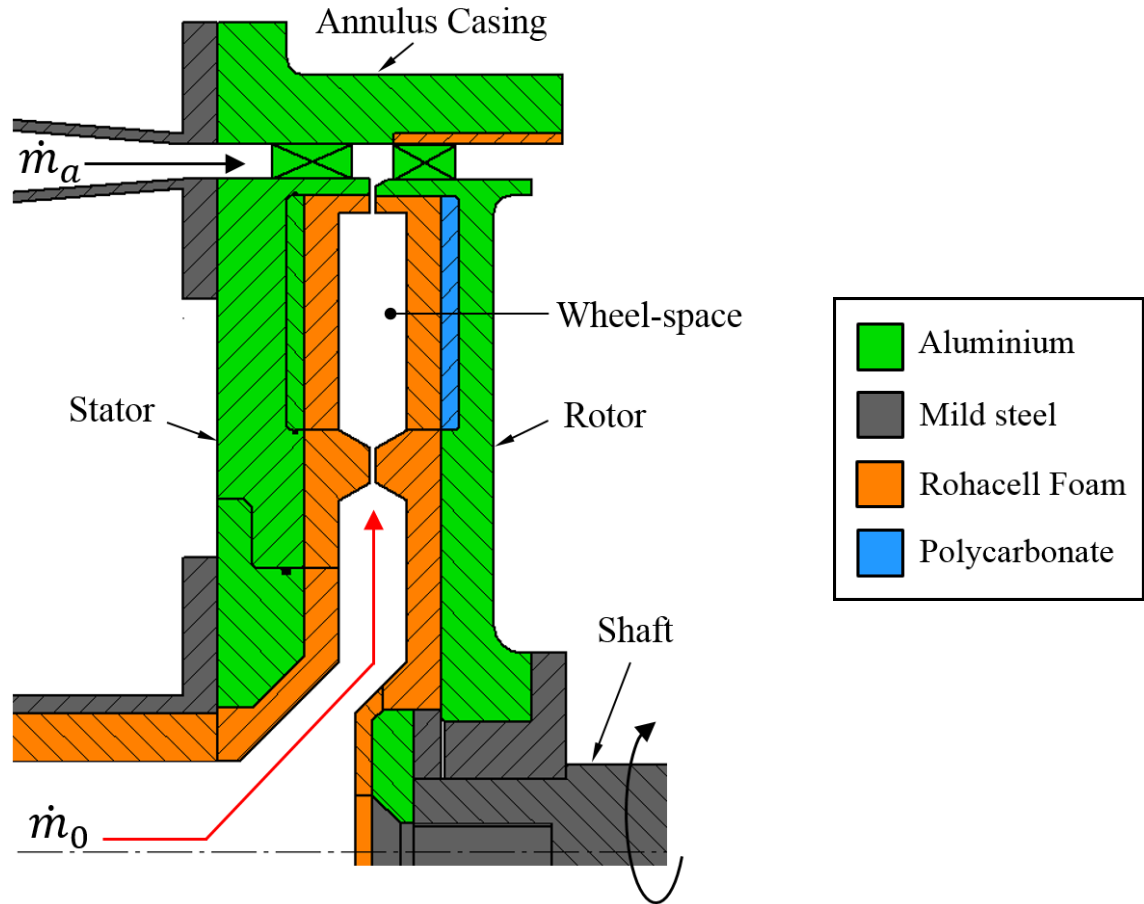 Annulus Casing
ṁₐ
Wheel-space
Stator
Rotor
Aluminium
Mild steel
Rohacell Foam
Polycarbonate
Shaft
ṁ₀